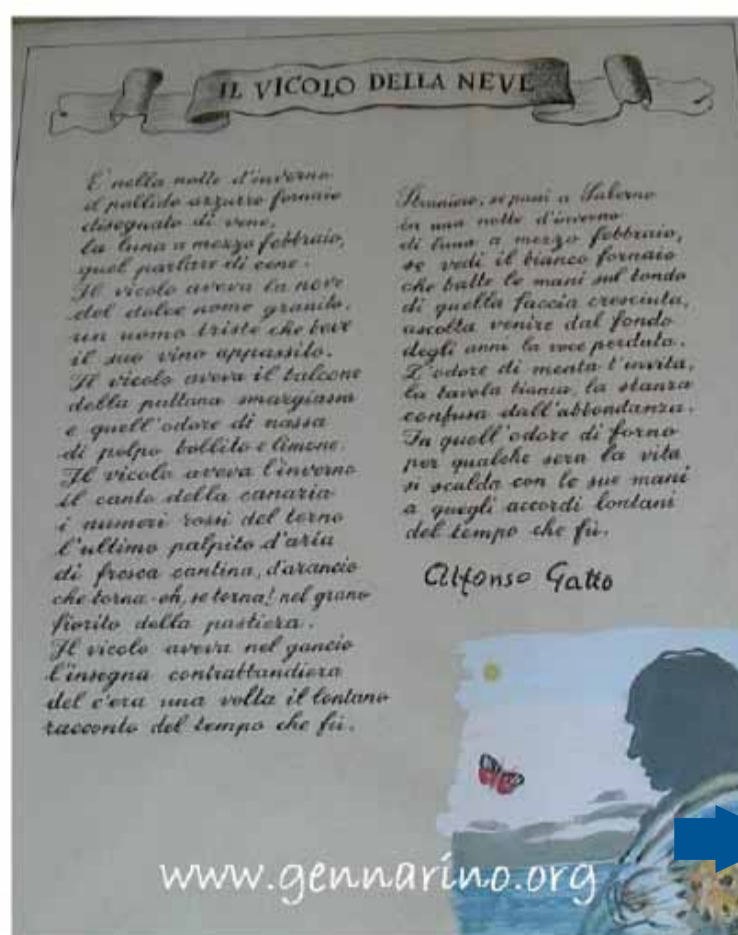 IL VICOLO DELLA NEVE
È nella notte d'inverno
il pallido azzurro fornaio
disegnato di vene,
la luna a mezzo febbraio,
quel parlare di cene.
Il vicolo aveva la neve
del dolce nome grande,
un uomo triste che beve
il suo vino appassito.
Il vicolo aveva il balcone
della puttana smargiassa
e quell'odore di nassa
di polpo bollito e limone.
Il vicolo aveva l'inverno
il canto della canaria
i numeri rossi del terno
l'ultimo palpito d'aria
di fresca cantina, d'arancio
che torna - oh, se torna! nel grano
fiorito della pastiera.
Il vicolo aveva nel gancio
l'insegna contrabbandiera
del c'era una volta il lontano
racconto del tempo che fù.
Straniero, se passi a Salerno
in una notte d'inverno
di luna a mezzo febbraio,
se vedi il bianco fornaio
che batte le mani sul tondo
di quella faccia cresciuta,
ascolta venire dal fondo
degli anni la voce perduta.
L'odore di menta t'invita,
la tavola bianca, la stanza
confusa dall'abbondanza.
In quell'odore di forno
per qualche sera la vita
si scalda con le sue mani
a quegli accordi lontani
del tempo che fù.
Alfonso Gatto
www.gennarino.org